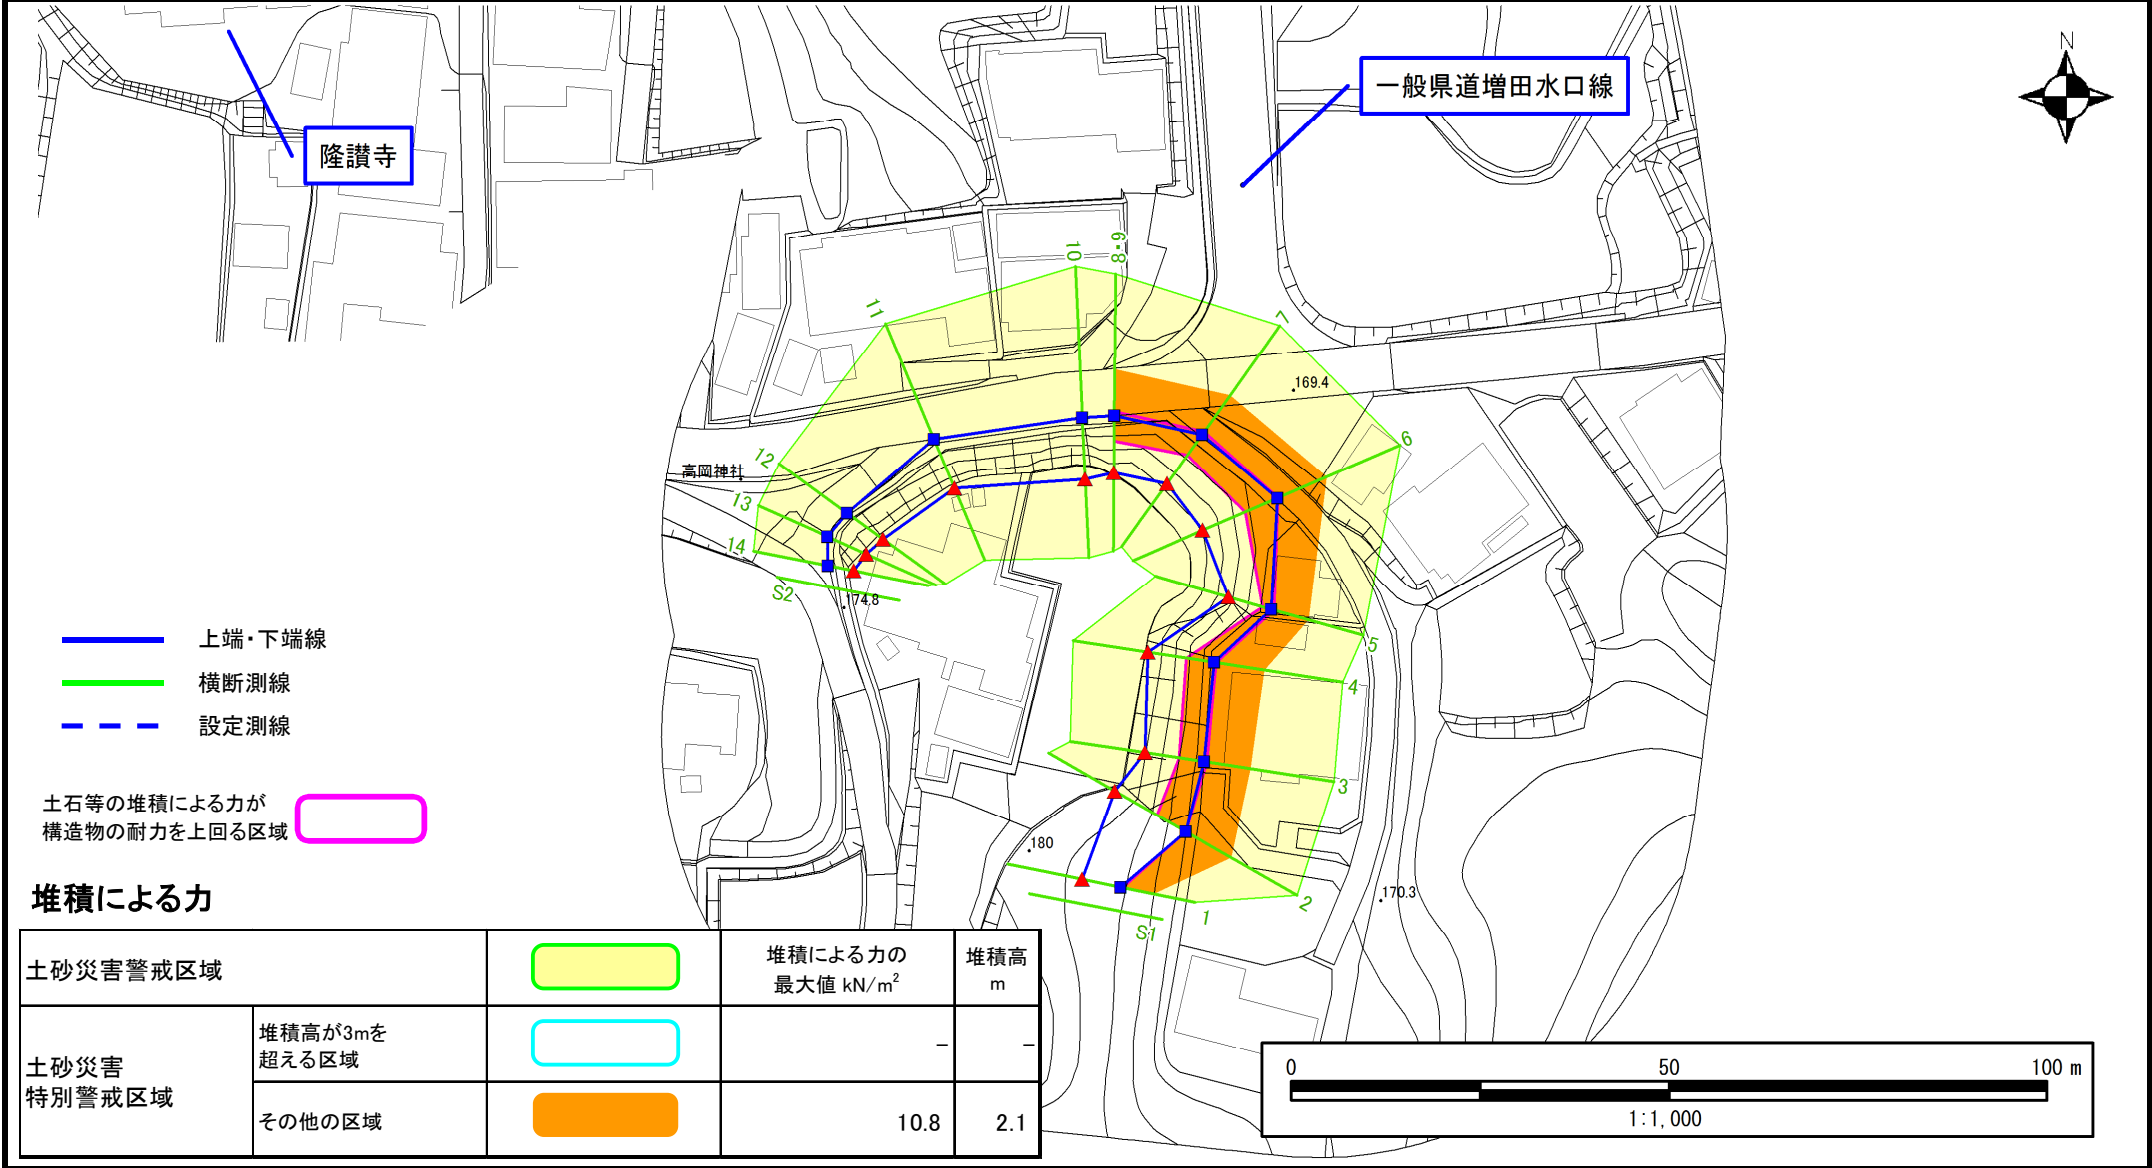 N
一般県道増田水口線
隆讃寺
10
8・9
11
7
169.4
6
12
高岡神社
13
14
S2
174.8
5
4
3
180
170.3
2
1
S1
上端・下端線
横断測線
設定測線
土石等の堆積による力が
構造物の耐力を上回る区域
堆積による力
土砂災害警戒区域
堆積による力の
最大値 kN/m²
堆積高
m
土砂災害
特別警戒区域
堆積高が3mを
超える区域
－
－
その他の区域
10.8
2.1
0 50 100 m
1:1,000